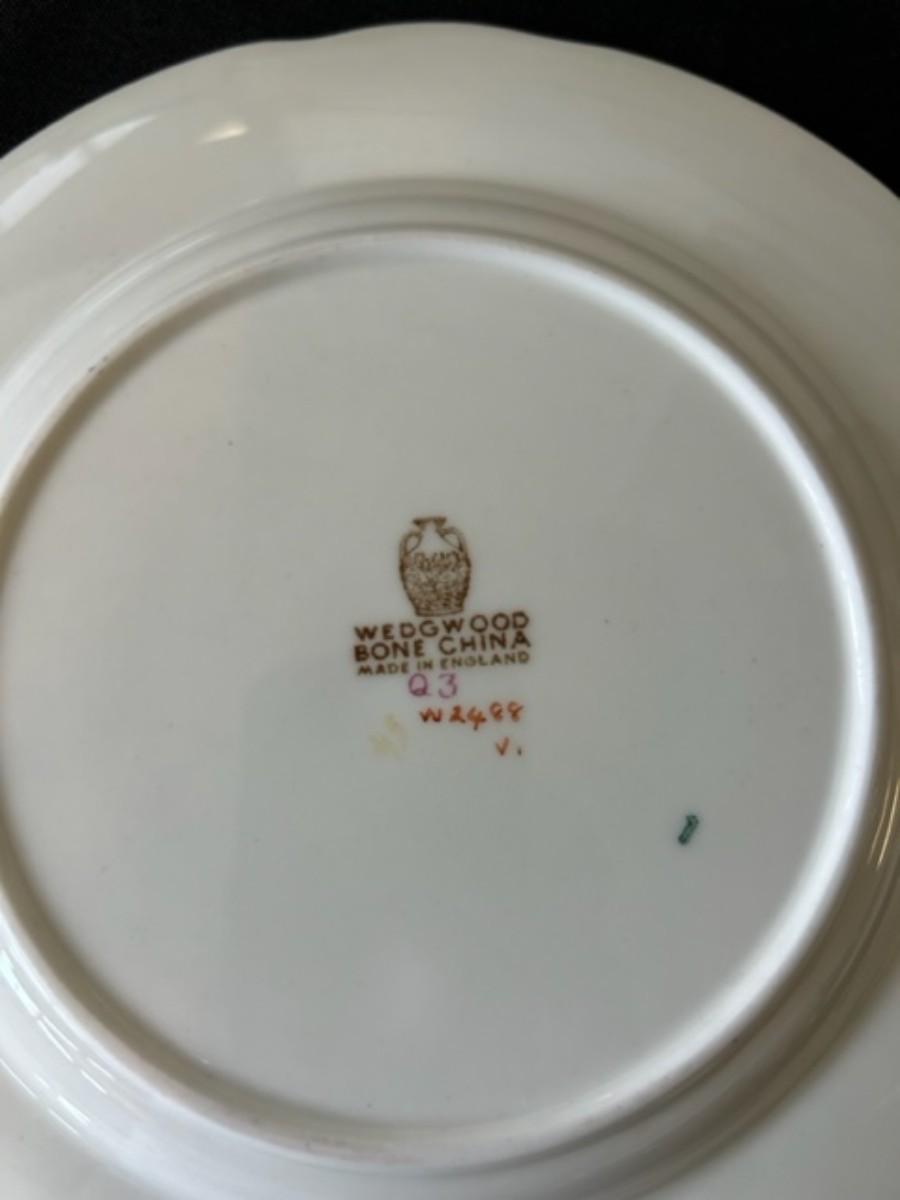 WEDGWOOD
BONE CHINA
MADE IN ENGLAND
Q3
W2488
V.